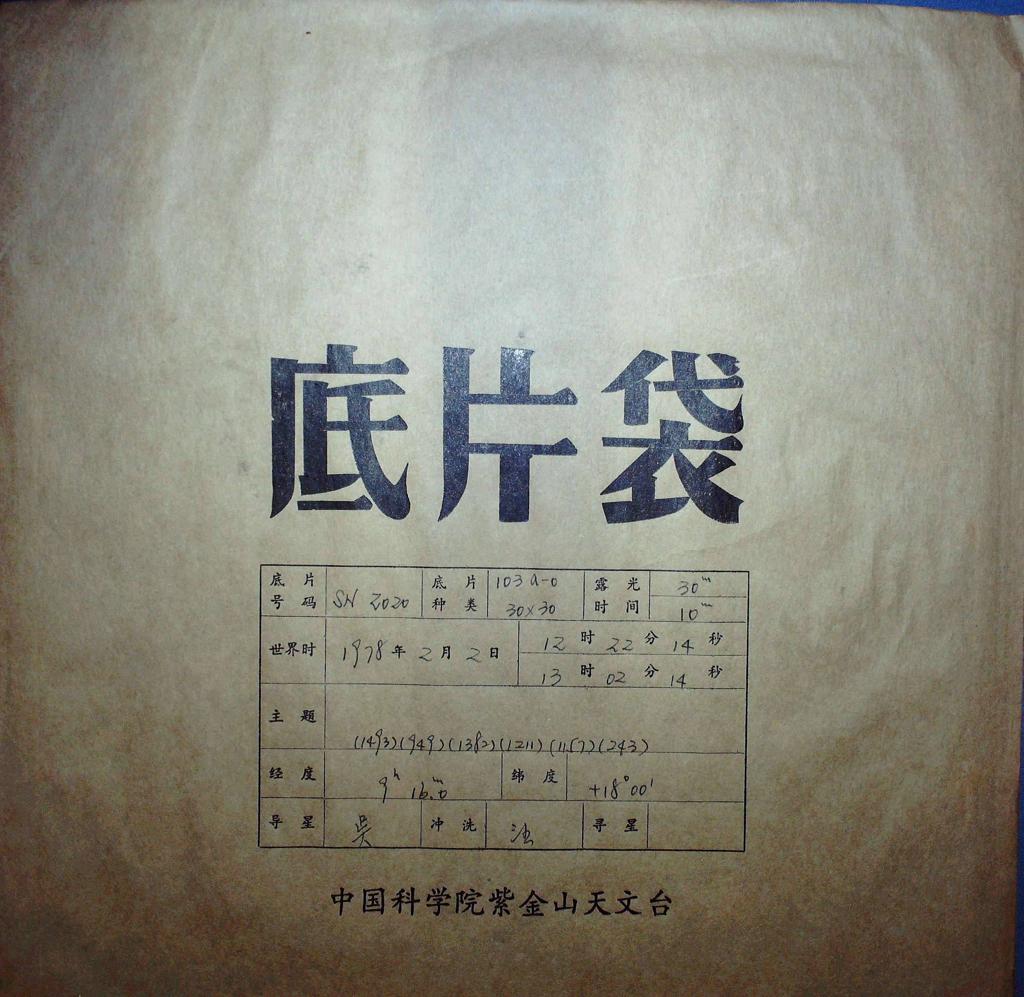 底片袋
底片号码 SN 2020 底片种类 103a-0 30×30 露光时间 30ᵐ 10ᵐ
世界时 1978年2月2日 12时22分14秒
13时02分14秒
主题 (1493)(949)(1382)(1211)(1157)(243)
经度 9ʰ 16ᵐ.0 纬度 +18°00′
导星 吴 冲洗 寻星
中国科学院紫金山天文台